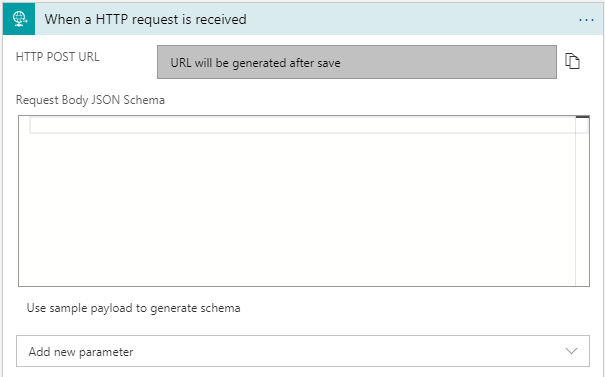 When a HTTP request is received
HTTP POST URL
URL will be generated after save
Request Body JSON Schema
Use sample payload to generate schema
Add new parameter